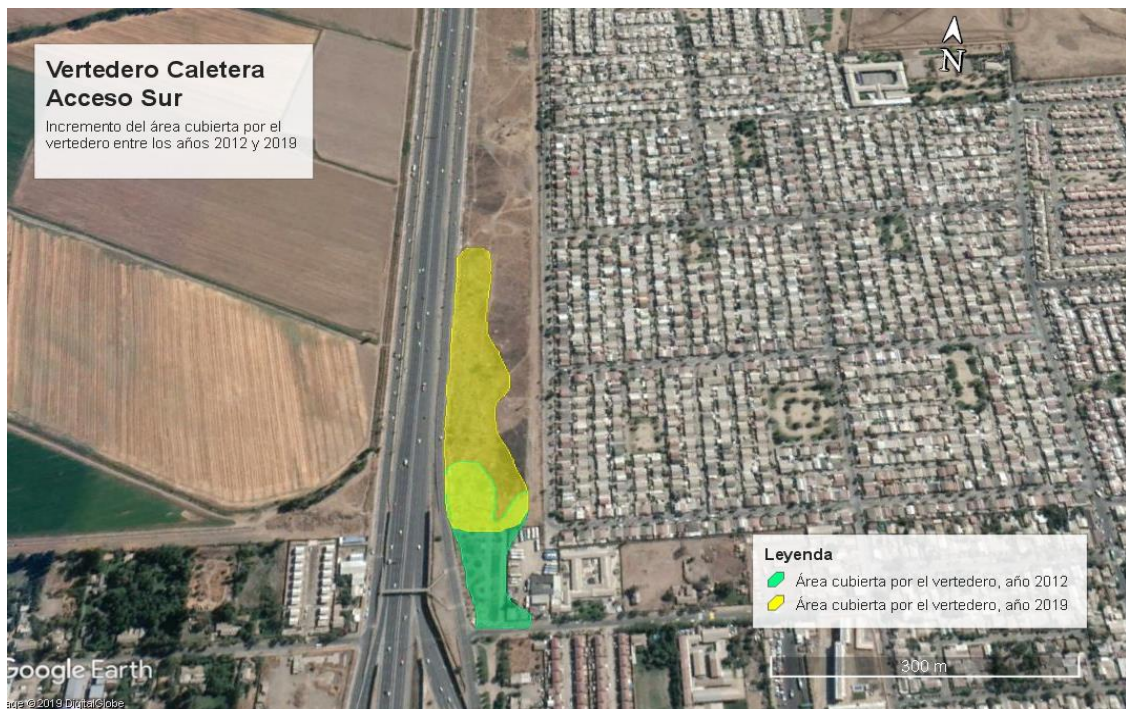 Vertedero Caletera
Acceso Sur
Incremento del área cubierta por el
vertedero entre los años 2012 y 2019
N
Leyenda
Área cubierta por el vertedero, año 2012
Área cubierta por el vertedero, año 2019
300 m
Google Earth
age © 2019 DigitalGlobe